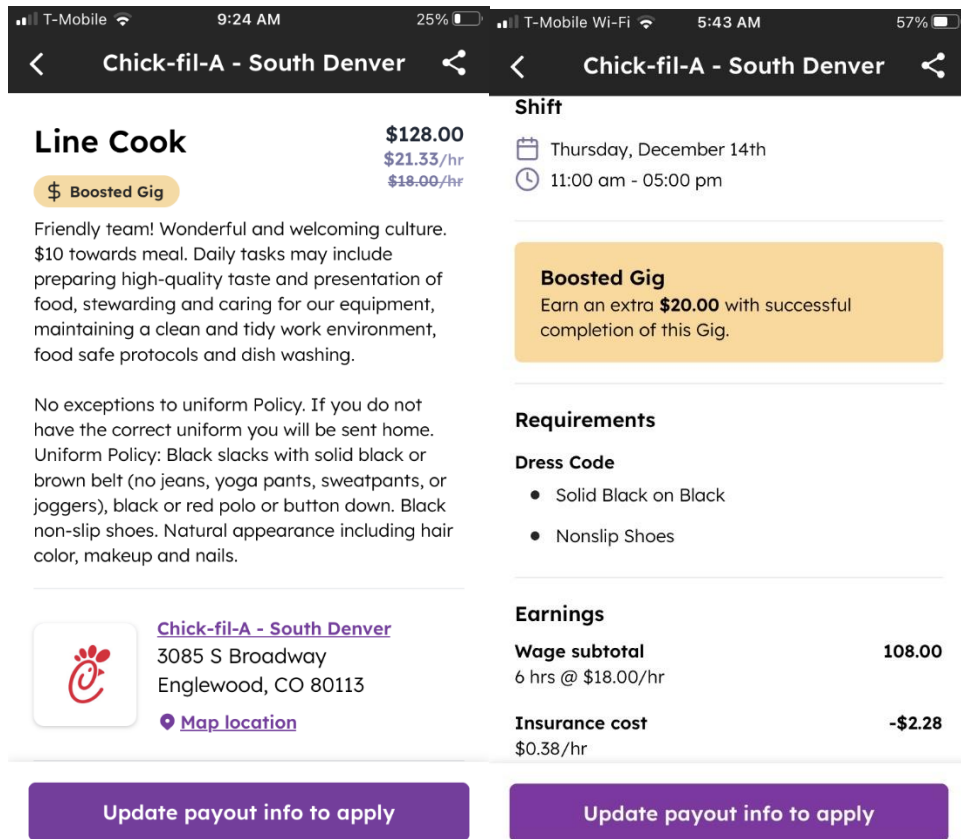 T-Mobile 9:24 AM 25%
Chick-fil-A - South Denver
Line Cook
$128.00
$21.33/hr
$18.00/hr
$ Boosted Gig
Friendly team! Wonderful and welcoming culture.
$10 towards meal. Daily tasks may include
preparing high-quality taste and presentation of
food, stewarding and caring for our equipment,
maintaining a clean and tidy work environment,
food safe protocols and dish washing.
No exceptions to uniform Policy. If you do not
have the correct uniform you will be sent home.
Uniform Policy: Black slacks with solid black or
brown belt (no jeans, yoga pants, sweatpants, or
joggers), black or red polo or button down. Black
non-slip shoes. Natural appearance including hair
color, makeup and nails.
Chick-fil-A - South Denver
3085 S Broadway
Englewood, CO 80113
Map location
Update payout info to apply
T-Mobile Wi-Fi 5:43 AM 57%
Chick-fil-A - South Denver
Shift
Thursday, December 14th
11:00 am - 05:00 pm
Boosted Gig
Earn an extra $20.00 with successful
completion of this Gig.
Requirements
Dress Code
• Solid Black on Black
• Nonslip Shoes
Earnings
Wage subtotal 108.00
6 hrs @ $18.00/hr
Insurance cost -$2.28
$0.38/hr
Update payout info to apply